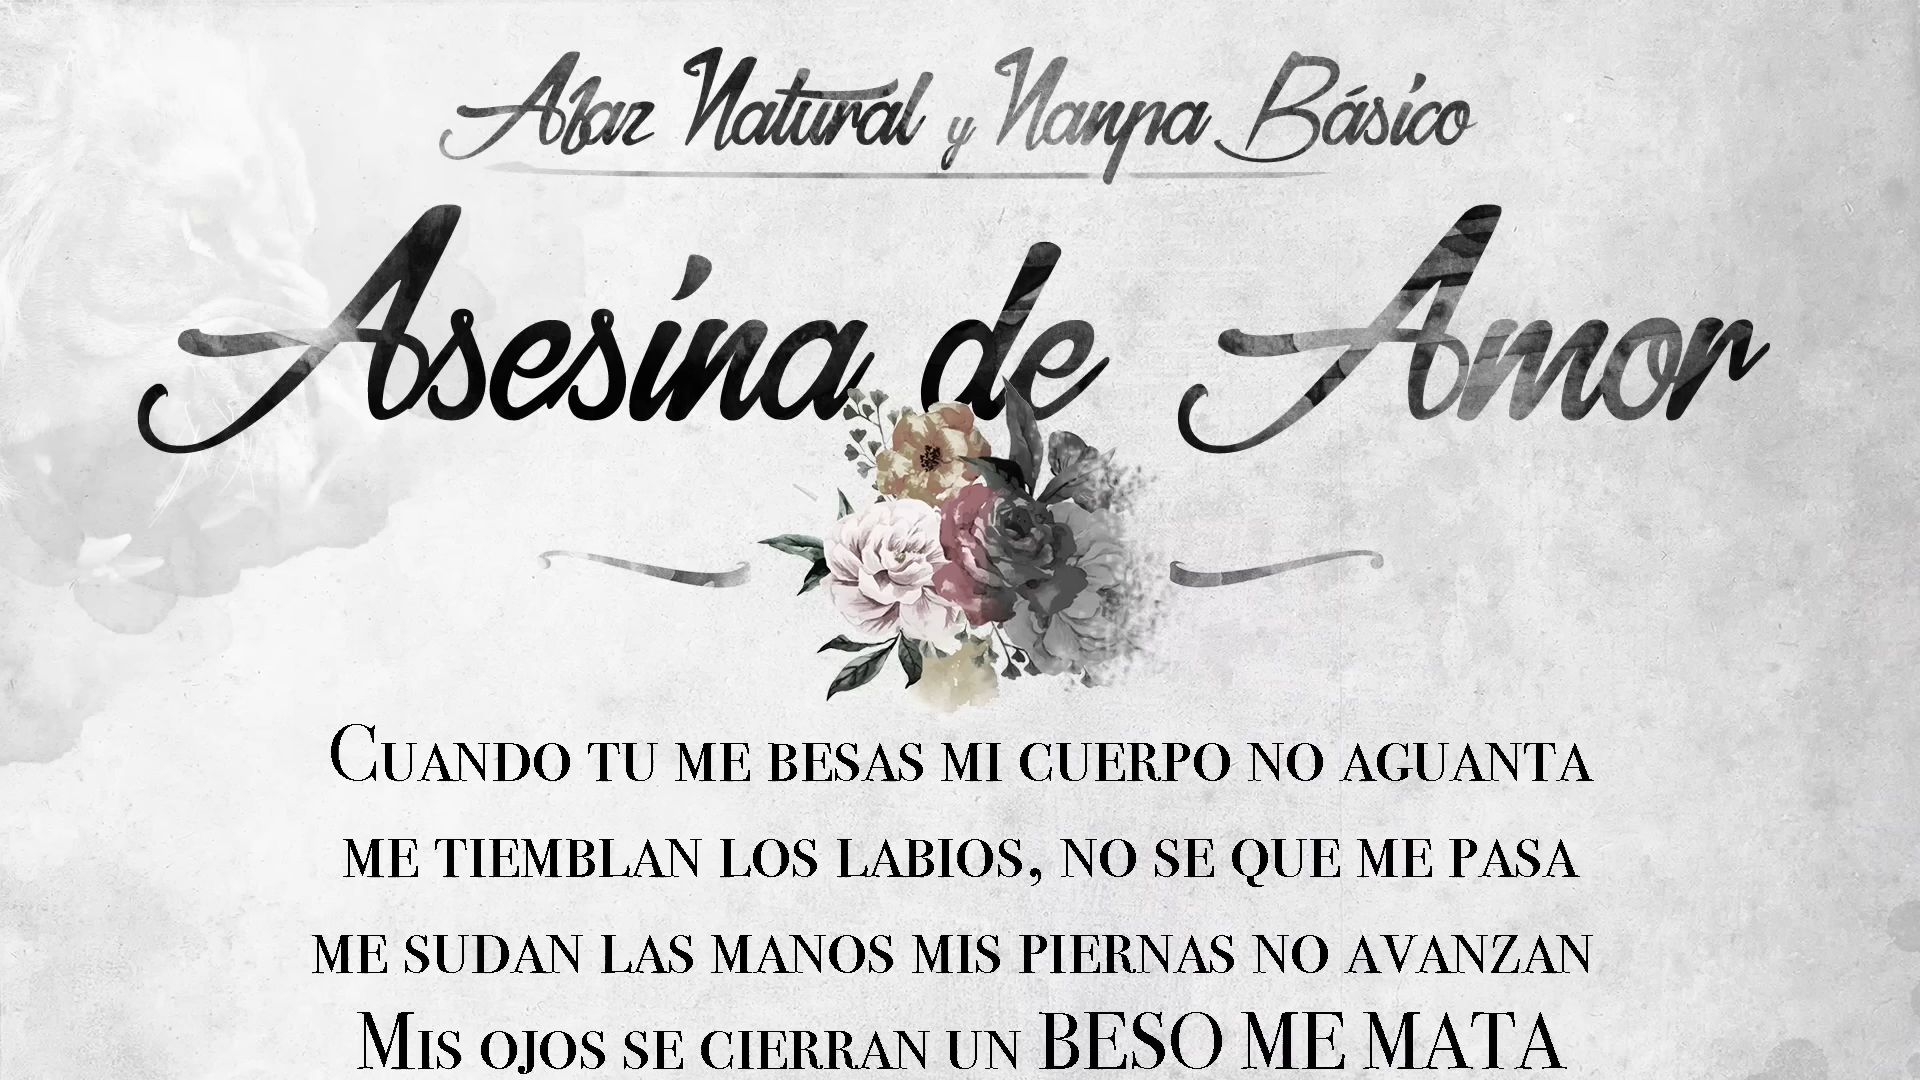 Afaz Natural y Nanpa Básico
Asesina de Amor
Cuando tu me besas mi cuerpo no aguanta
me tiemblan los labios, no se que me pasa
me sudan las manos mis piernas no avanzan
Mis ojos se cierran un BESO ME MATA